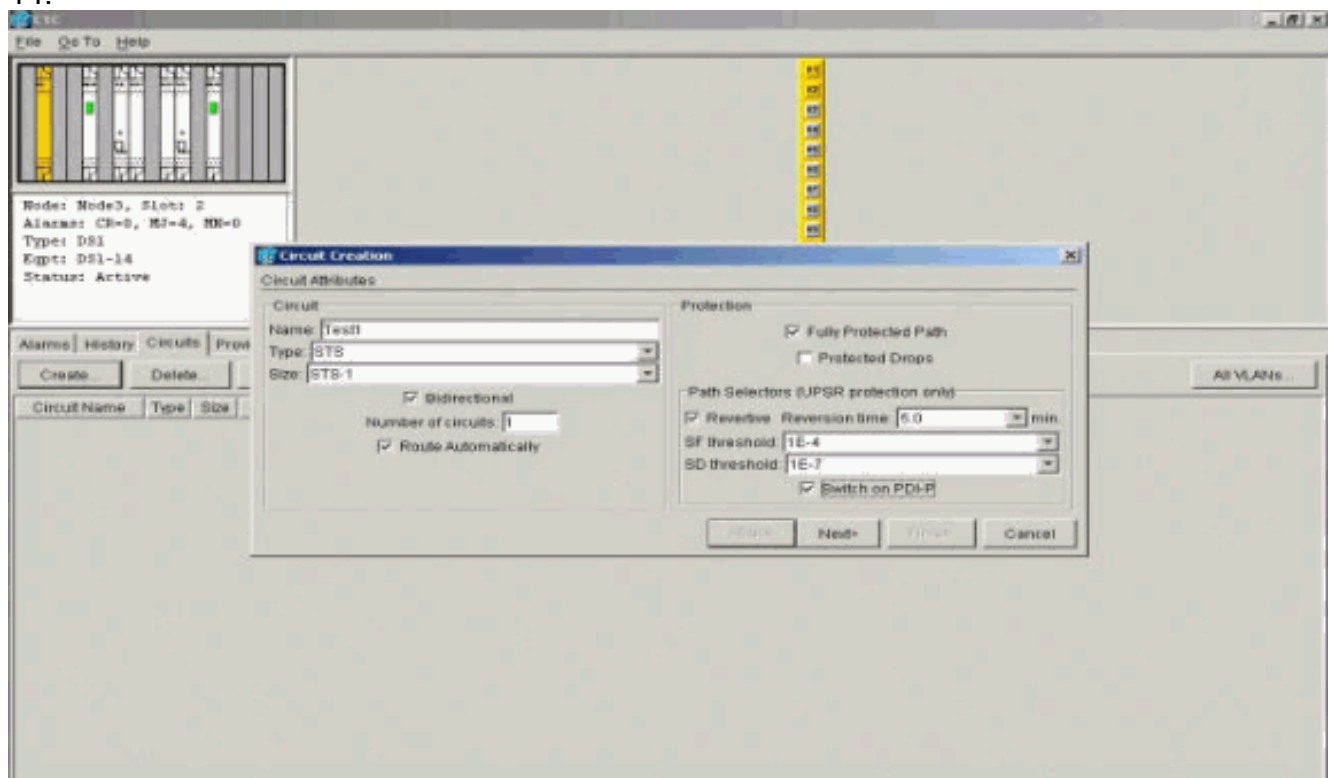 CTC
File Go To Help
Node: Node3, Slot: 2
Alarms: CR=0, MJ=4, MN=0
Type: DS1
Eqpt: DS1-14
Status: Active
Circuit Creation
Circuit Attributes
Circuit
Name: Test1
Type: STS
Size: STS-1
Bidirectional
Number of circuits: 1
Route Automatically
Protection
Fully Protected Path
Protected Drops
Path Selectors (UPSR protection only)
Revertive Reversion time: 5.0 min.
SF threshold: 1E-4
SD threshold: 1E-7
Switch on PDI-P
Next> Cancel
Alarms History Circuits
Create... Delete... All VLANs...
Circuit Name Type Size